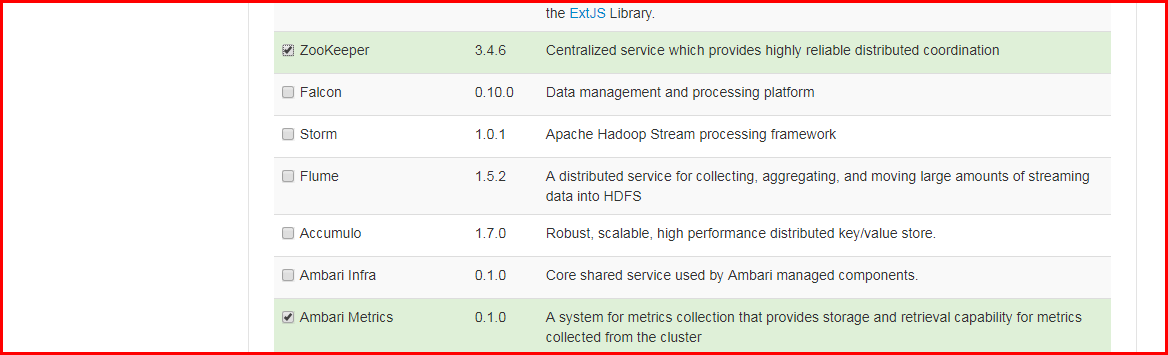 the ExtJS Library.
ZooKeeper 3.4.6 Centralized service which provides highly reliable distributed coordination
Falcon 0.10.0 Data management and processing platform
Storm 1.0.1 Apache Hadoop Stream processing framework
Flume 1.5.2 A distributed service for collecting, aggregating, and moving large amounts of streaming
data into HDFS
Accumulo 1.7.0 Robust, scalable, high performance distributed key/value store.
Ambari Infra 0.1.0 Core shared service used by Ambari managed components.
Ambari Metrics 0.1.0 A system for metrics collection that provides storage and retrieval capability for metrics
collected from the cluster